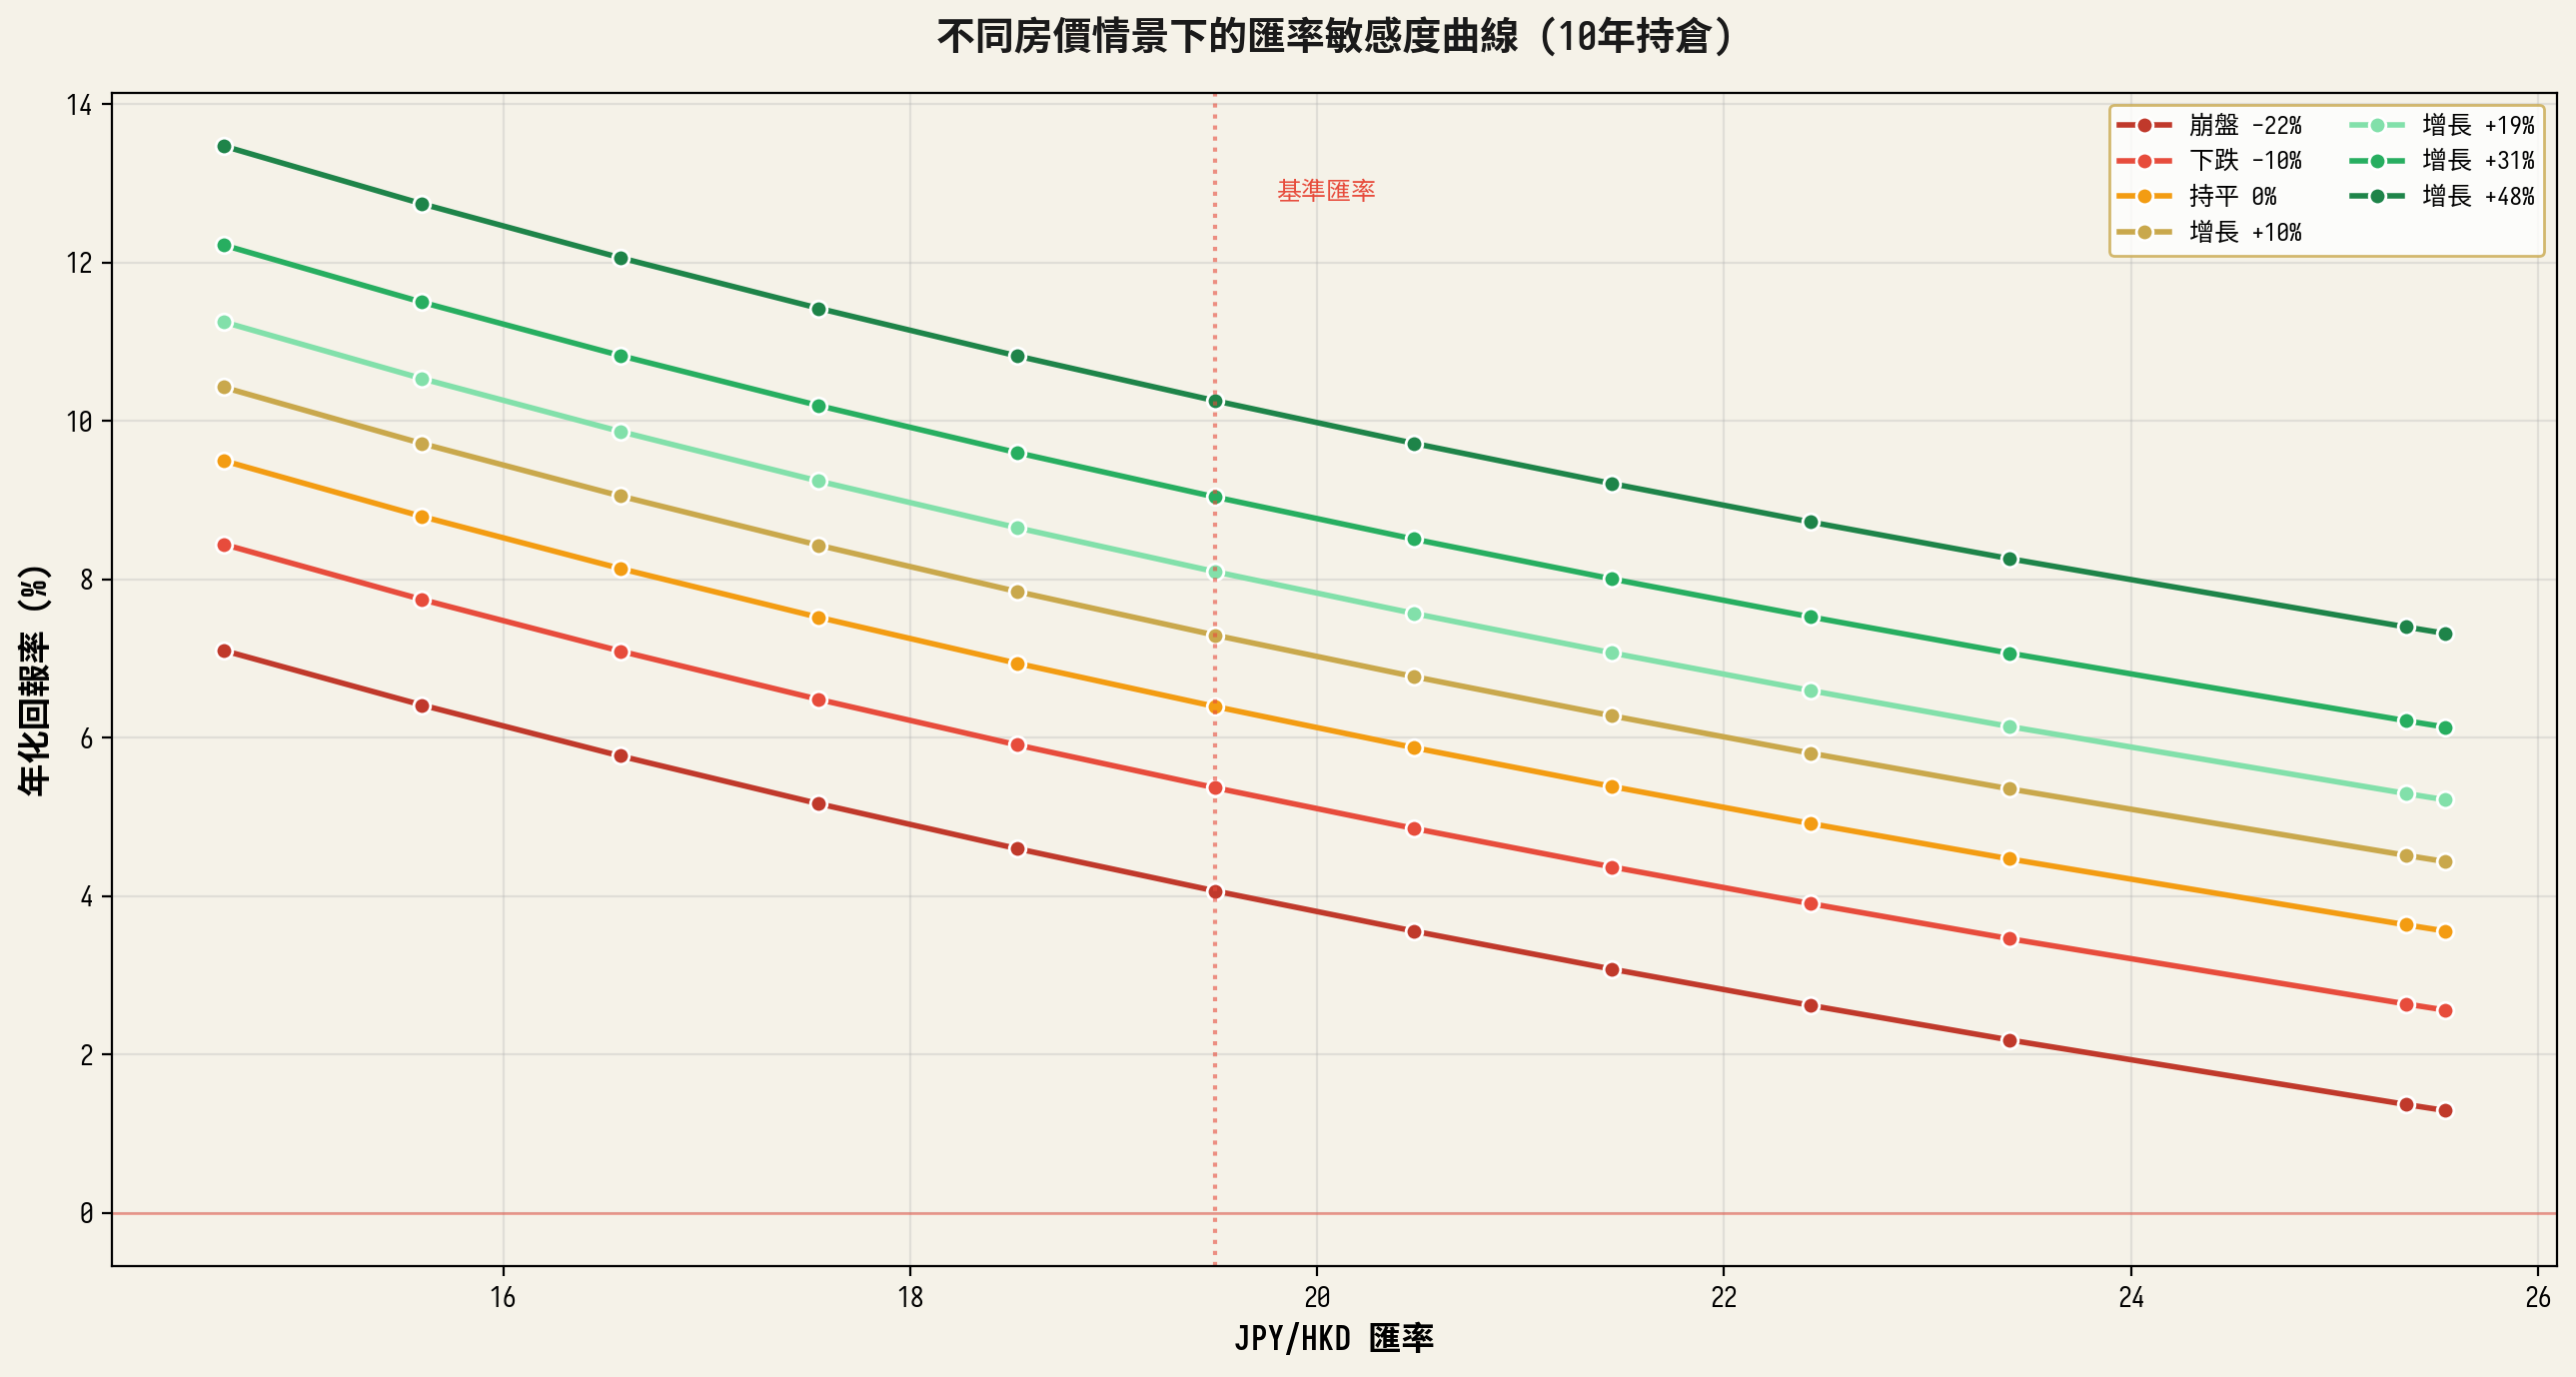 不同房價情景下的匯率敏感度曲線（10年持倉）
14
12
10
8
6
4
2
0
年化回報率（%）
基準匯率
崩盤 -22%
下跌 -10%
持平 0%
增長 +10%
增長 +19%
增長 +31%
增長 +48%
16
18
20
22
24
26
JPY/HKD 匯率